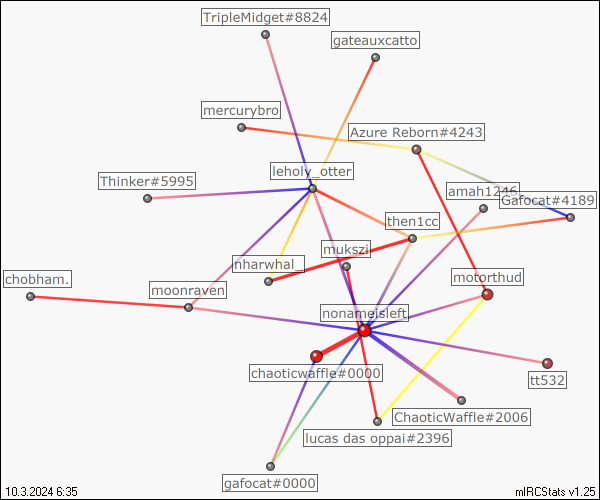 TripleMidget#8824
gateauxcatto
mercurybro
Azure Reborn#4243
leholy_otter
Thinker#5995
amah1246
Gafocat#4189
then1cc
mukszi
nharwhal_
chobham.
moonraven
motorthud
nonameisleft
chaoticwaffle#0000
tt532
ChaoticWaffle#2006
lucas das oppai#2396
gafocat#0000
10.3.2024 6:35
mIRCStats v1.25